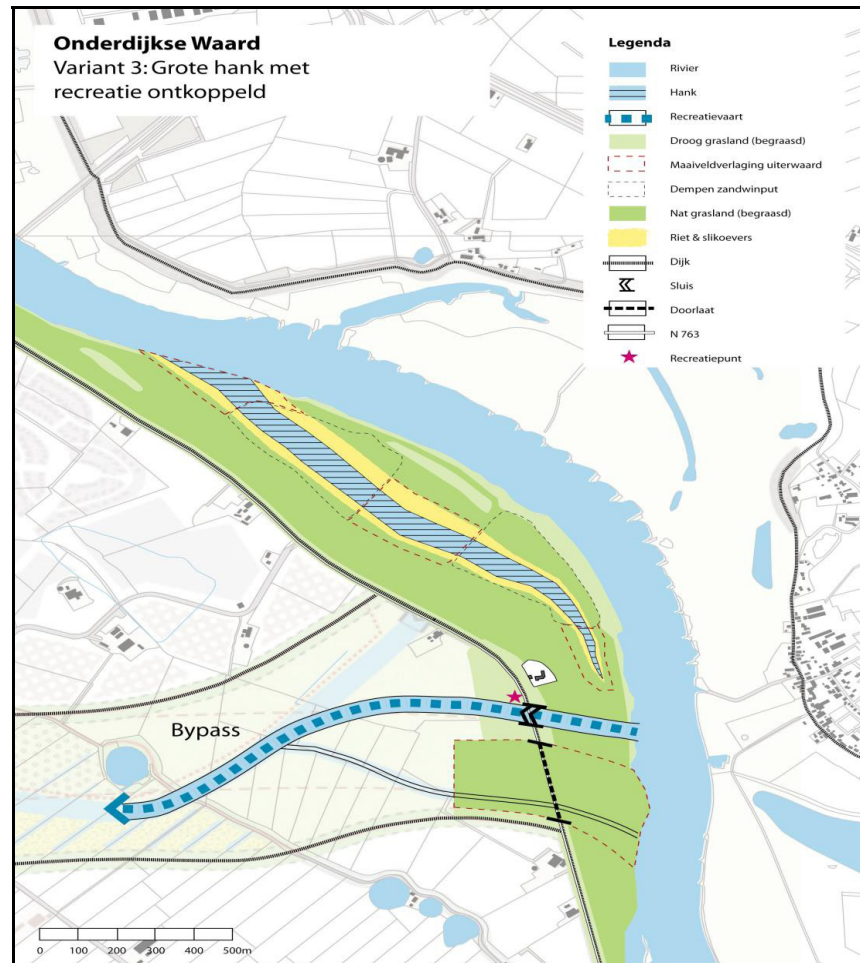 Onderdijkse Waard
Variant 3: Grote hank met
recreatie ontkoppeld
Legenda
Rivier
Hank
Recreatievaart
Droog grasland (begraasd)
Maaiveldverlaging uiterwaard
Dempen zandwinput
Nat grasland (begraasd)
Riet & slikoevers
Dijk
Sluis
Doorlaat
N 763
Recreatiepunt
Bypass
0 100 200 300 400 500m